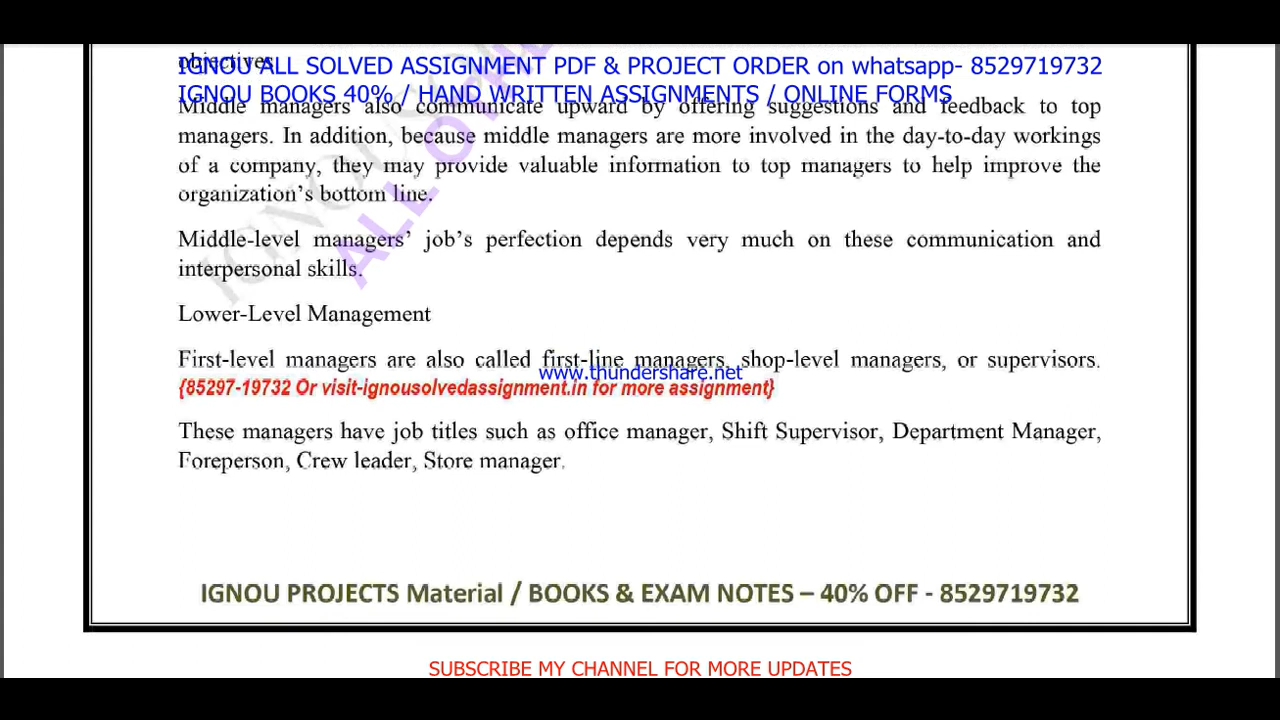 objectives
IGNOU ALL SOLVED ASSIGNMENT PDF & PROJECT ORDER on whatsapp- 8529719732
IGNOU BOOKS 40% / HAND WRITTEN ASSIGNMENTS / ONLINE FORMS
Middle managers also communicate upward by offering suggestions and feedback to top
managers. In addition, because middle managers are more involved in the day-to-day workings
of a company, they may provide valuable information to top managers to help improve the
organization's bottom line.
Middle-level managers' job's perfection depends very much on these communication and
interpersonal skills.
Lower-Level Management
First-level managers are also called first-line managers, shop-level managers, or supervisors.
www.thundershare.net
{85297-19732 Or visit-ignousolvedassignment.in for more assignment}
These managers have job titles such as office manager, Shift Supervisor, Department Manager,
Foreperson, Crew leader, Store manager.
IGNOU PROJECTS Material / BOOKS & EXAM NOTES – 40% OFF - 8529719732
SUBSCRIBE MY CHANNEL FOR MORE UPDATES